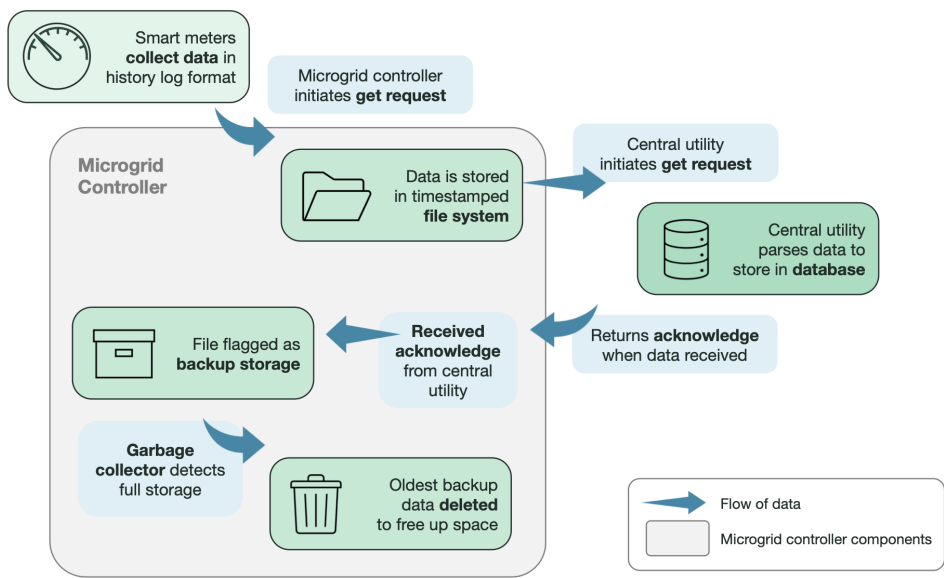 Smart meters
collect data in
history log format
Microgrid controller
initiates get request
Microgrid
Controller
Data is stored
in timestamped
file system
Central utility
initiates get request
Central utility
parses data to
store in database
Returns acknowledge
when data received
Received
acknowledge
from central
utility
File flagged as
backup storage
Garbage
collector detects
full storage
Oldest backup
data deleted
to free up space
Flow of data
Microgrid controller components